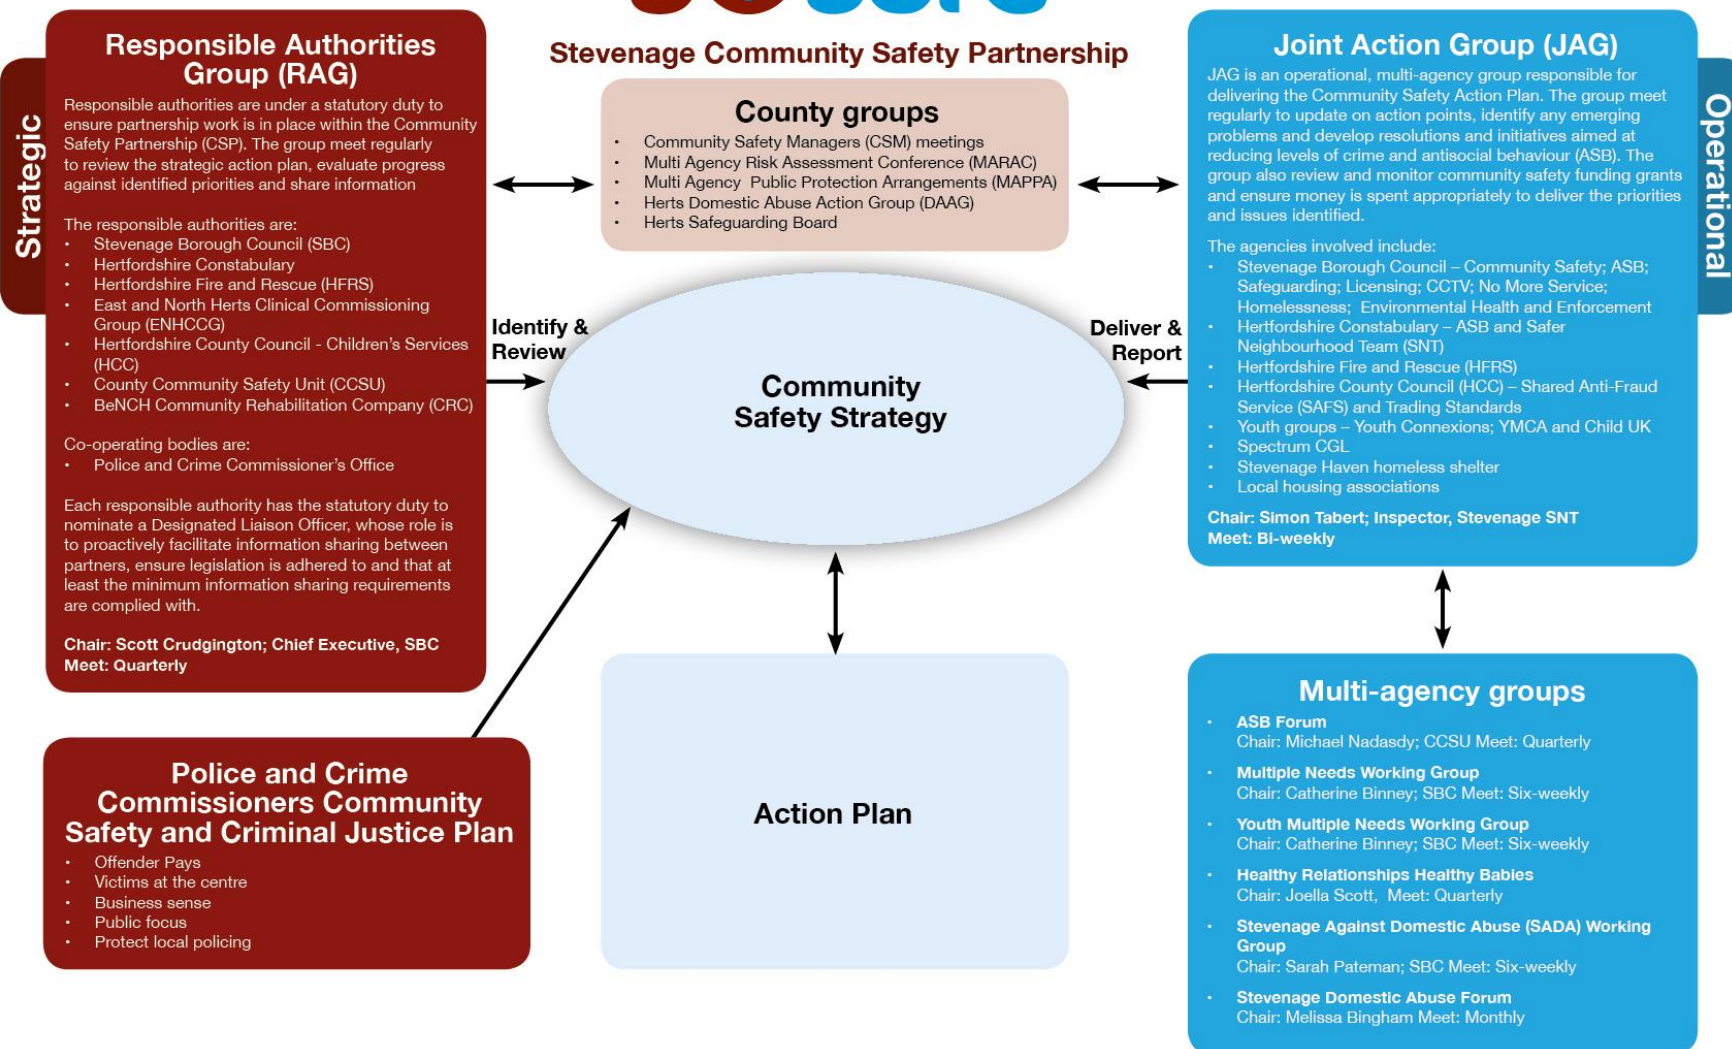 Stevenage Community Safety Partnership
Strategic
Responsible Authorities
Group (RAG)
Responsible authorities are under a statutory duty to
ensure partnership work is in place within the Community
Safety Partnership (CSP). The group meet regularly
to review the strategic action plan, evaluate progress
against identified priorities and share information
The responsible authorities are:
• Stevenage Borough Council (SBC)
• Hertfordshire Constabulary
• Hertfordshire Fire and Rescue (HFRS)
• East and North Herts Clinical Commissioning
Group (ENHCCG)
• Hertfordshire County Council - Children's Services
(HCC)
• County Community Safety Unit (CCSU)
• BeNCH Community Rehabilitation Company (CRC)
Co-operating bodies are:
• Police and Crime Commissioner's Office
Each responsible authority has the statutory duty to
nominate a Designated Liaison Officer, whose role is
to proactively facilitate information sharing between
partners, ensure legislation is adhered to and that at
least the minimum information sharing requirements
are complied with.
Chair: Scott Crudgington; Chief Executive, SBC
Meet: Quarterly
County groups
• Community Safety Managers (CSM) meetings
• Multi Agency Risk Assessment Conference (MARAC)
• Multi Agency Public Protection Arrangements (MAPPA)
• Herts Domestic Abuse Action Group (DAAG)
• Herts Safeguarding Board
Joint Action Group (JAG)
JAG is an operational, multi-agency group responsible for
delivering the Community Safety Action Plan. The group meet
regularly to update on action points, identify any emerging
problems and develop resolutions and initiatives aimed at
reducing levels of crime and antisocial behaviour (ASB). The
group also review and monitor community safety funding grants
and ensure money is spent appropriately to deliver the priorities
and issues identified.
The agencies involved include:
• Stevenage Borough Council – Community Safety; ASB;
Safeguarding; Licensing; CCTV; No More Service;
Homelessness; Environmental Health and Enforcement
• Hertfordshire Constabulary – ASB and Safer
Neighbourhood Team (SNT)
• Hertfordshire Fire and Rescue (HFRS)
• Hertfordshire County Council (HCC) – Shared Anti-Fraud
Service (SAFS) and Trading Standards
• Youth groups – Youth Connexions; YMCA and Child UK
• Spectrum CGL
• Stevenage Haven homeless shelter
• Local housing associations
Chair: Simon Tabert; Inspector, Stevenage SNT
Meet: Bi-weekly
Operational
Identify &
Review
Community
Safety Strategy
Deliver &
Report
Police and Crime
Commissioners Community
Safety and Criminal Justice Plan
• Offender Pays
• Victims at the centre
• Business sense
• Public focus
• Protect local policing
Action Plan
Multi-agency groups
• ASB Forum
Chair: Michael Nadasdy; CCSU Meet: Quarterly
• Multiple Needs Working Group
Chair: Catherine Binney; SBC Meet: Six-weekly
• Youth Multiple Needs Working Group
Chair: Catherine Binney; SBC Meet: Six-weekly
• Healthy Relationships Healthy Babies
Chair: Joella Scott, Meet: Quarterly
• Stevenage Against Domestic Abuse (SADA) Working
Group
Chair: Sarah Pateman; SBC Meet: Six-weekly
• Stevenage Domestic Abuse Forum
Chair: Melissa Bingham Meet: Monthly